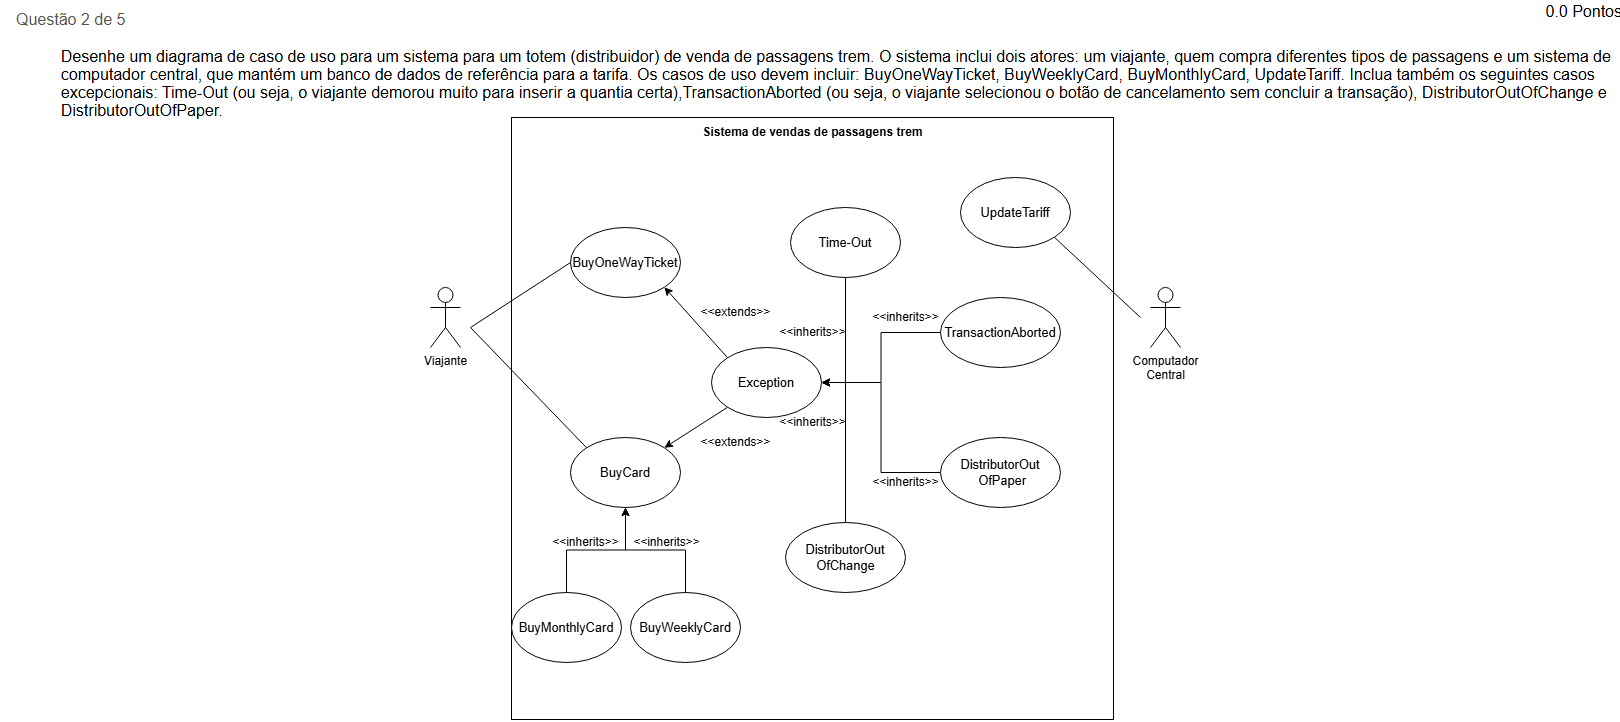 Questão 2 de 5
0.0 Pontos
Desenhe um diagrama de caso de uso para um sistema para um totem (distribuidor) de venda de passagens trem. O sistema inclui dois atores: um viajante, quem compra diferentes tipos de passagens e um sistema de
computador central, que mantém um banco de dados de referência para a tarifa. Os casos de uso devem incluir: BuyOneWayTicket, BuyWeeklyCard, BuyMonthlyCard, UpdateTariff. Inclua também os seguintes casos
excepcionais: Time-Out (ou seja, o viajante demorou muito para inserir a quantia certa),TransactionAborted (ou seja, o viajante selecionou o botão de cancelamento sem concluir a transação), DistributorOutOfChange e
DistributorOutOfPaper.
Sistema de vendas de passagens trem
UpdateTariff
Time-Out
BuyOneWayTicket
<<extends>>
<<inherits>>
<<inherits>>
TransactionAborted
Viajante
Computador
Central
Exception
<<inherits>>
<<extends>>
BuyCard
DistributorOut
OfPaper
<<inherits>>
<<inherits>>
<<inherits>>
DistributorOut
OfChange
BuyMonthlyCard
BuyWeeklyCard